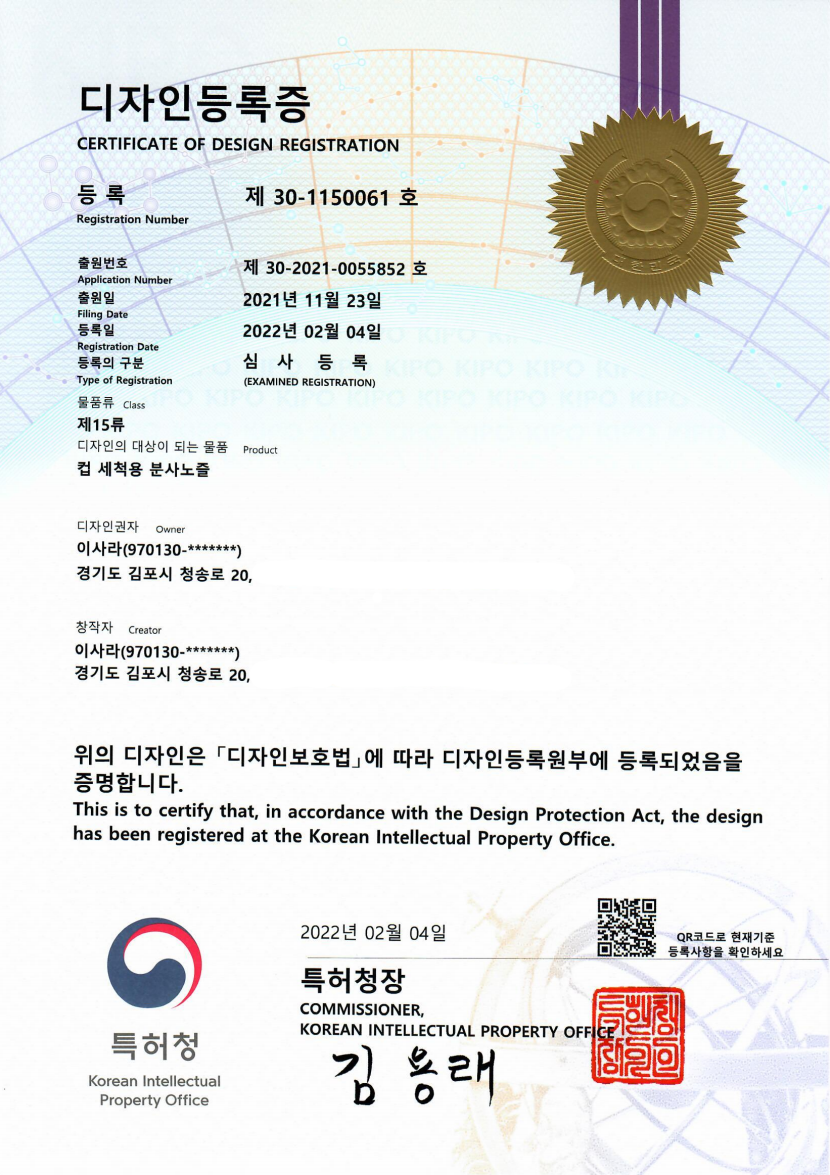 디자인등록증
CERTIFICATE OF DESIGN REGISTRATION
등 록 제 30-1150061 호
Registration Number
출원번호 제 30-2021-0055852 호
Application Number
출원일 2021년 11월 23일
Filing Date
등록일 2022년 02월 04일
Registration Date
등록의 구분 심 사 등 록
Type of Registration (EXAMINED REGISTRATION)
물품류 Class
제15류
디자인의 대상이 되는 물품 Product
컵 세척용 분사노즐
디자인권자 Owner
이사라(970130-*******)
경기도 김포시 청송로 20,
창작자 Creator
이사라(970130-*******)
경기도 김포시 청송로 20,
위의 디자인은 「디자인보호법」에 따라 디자인등록원부에 등록되었음을
증명합니다.
This is to certify that, in accordance with the Design Protection Act, the design
has been registered at the Korean Intellectual Property Office.
2022년 02월 04일
QR코드로 현재기준
등록사항을 확인하세요
특허청장
COMMISSIONER,
KOREAN INTELLECTUAL PROPERTY OFFICE
김용래
특허청
Korean Intellectual
Property Office